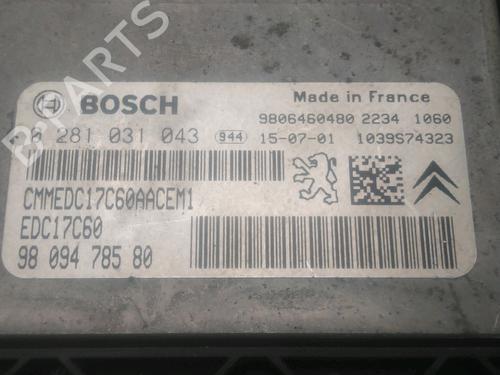 B-PARTS
BOSCH
Made in France
9806460480 2234 1060
0 281 031 043 944 15-07-01 1039S74323
CMMEDC17C60AACEM1
EDC17C60
98 094 785 80